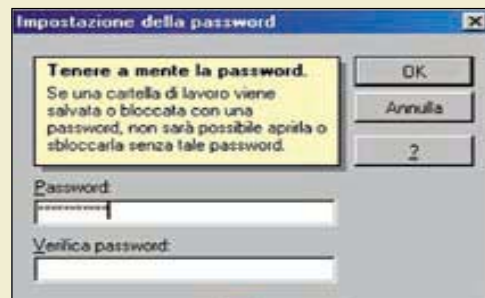 Impostazione della password
Tenere a mente la password.
Se una cartella di lavoro viene
salvata o bloccata con una
password, non sarà possibile aprirla o
sbloccarla senza tale password.
OK
Annulla
?
Password:
Verifica password: